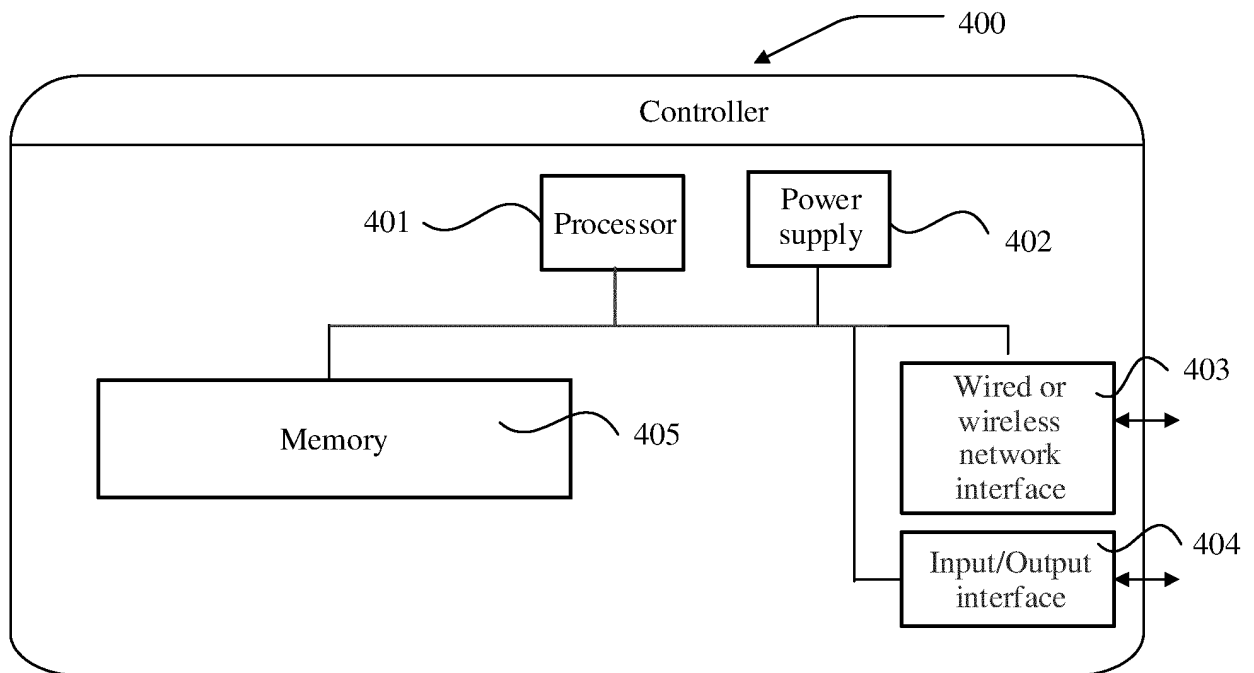 400
Controller
401
Processor
Power
supply
402
Memory
405
Wired or
wireless
network
interface
403
Input/Output
interface
404